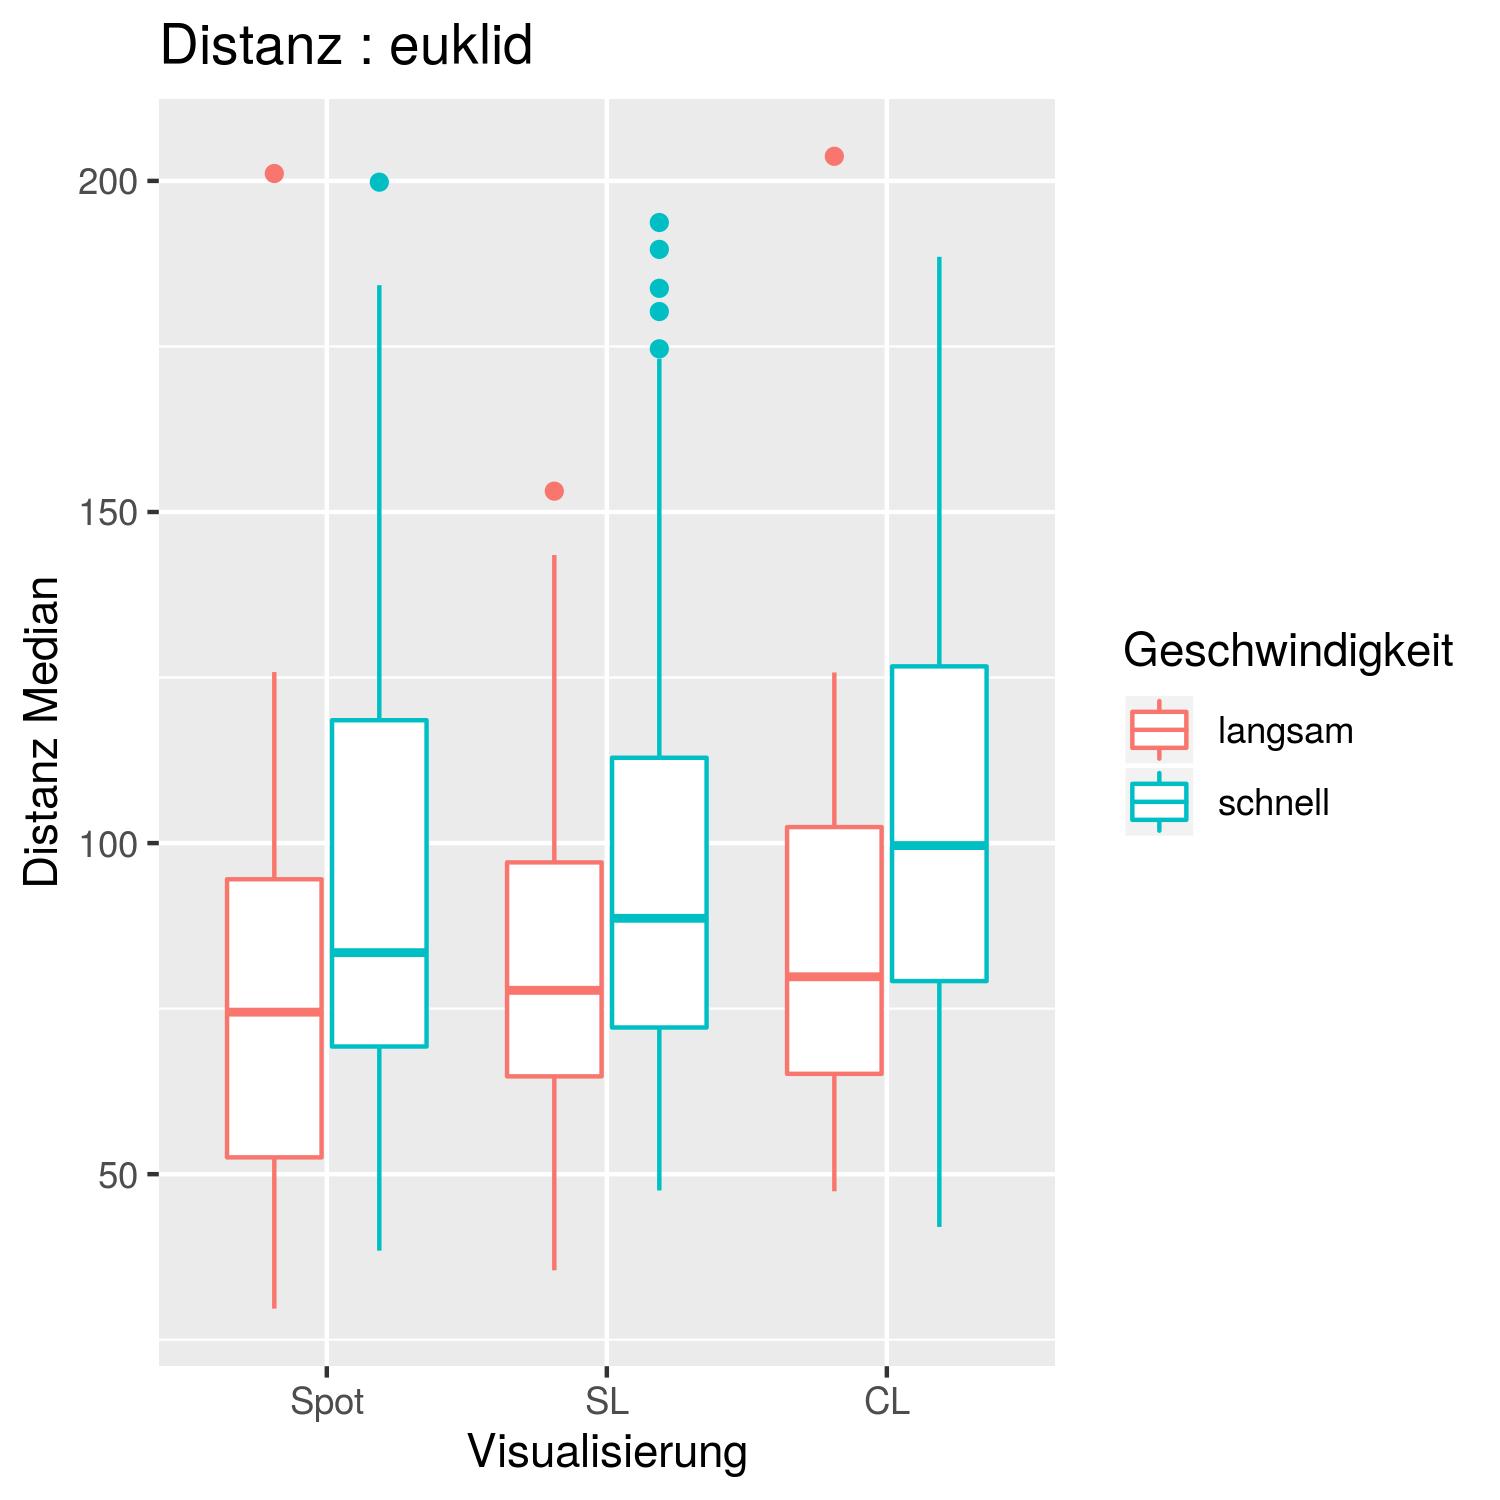 Distanz : euklid
200
150
100
50
Distanz Median
Spot
SL
CL
Visualisierung
Geschwindigkeit
langsam
schnell